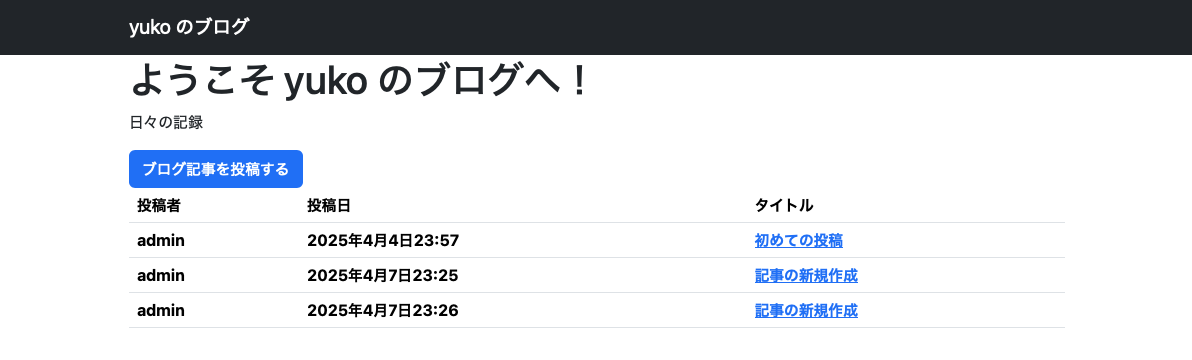 yuko のブログ
ようこそ yuko のブログへ！
日々の記録
ブログ記事を投稿する
投稿者 投稿日 タイトル
admin 2025年4月4日23:57 初めての投稿
admin 2025年4月7日23:25 記事の新規作成
admin 2025年4月7日23:26 記事の新規作成